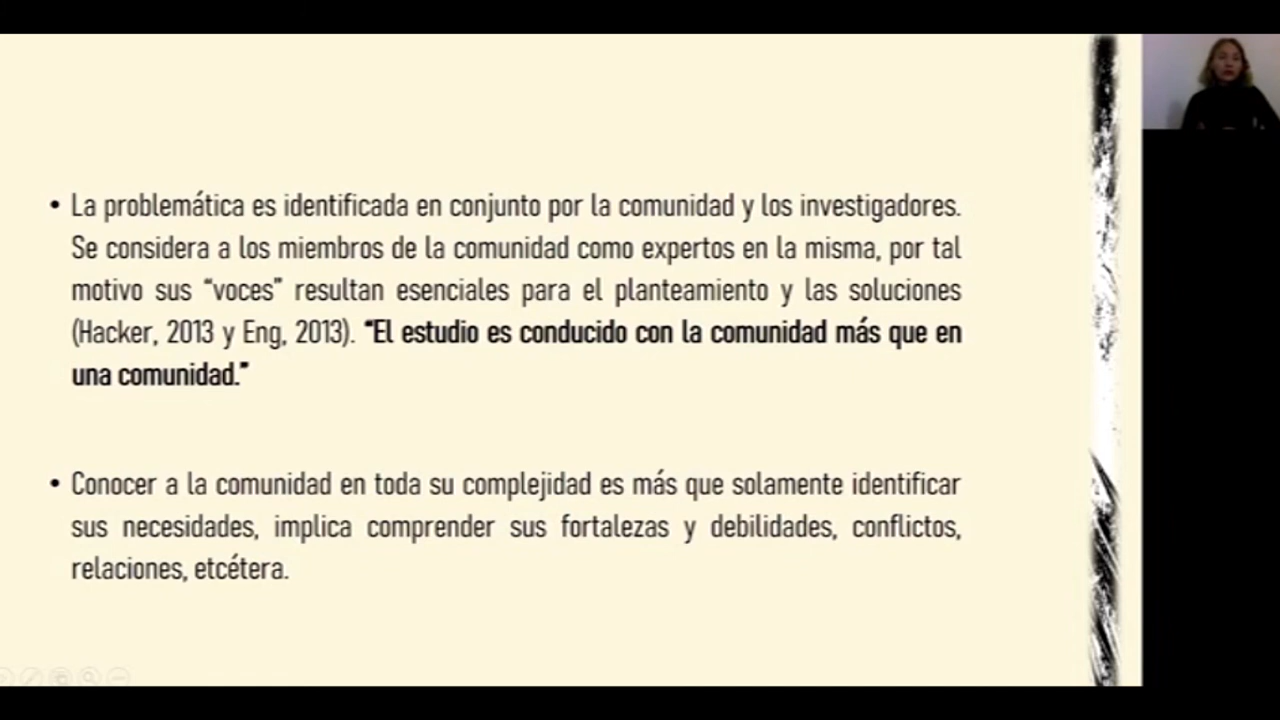 • La problemática es identificada en conjunto por la comunidad y los investigadores.
Se considera a los miembros de la comunidad como expertos en la misma, por tal
motivo sus “voces” resultan esenciales para el planteamiento y las soluciones
(Hacker, 2013 y Eng, 2013). “El estudio es conducido con la comunidad más que en
una comunidad.”
• Conocer a la comunidad en toda su complejidad es más que solamente identificar
sus necesidades, implica comprender sus fortalezas y debilidades, conflictos,
relaciones, etcétera.